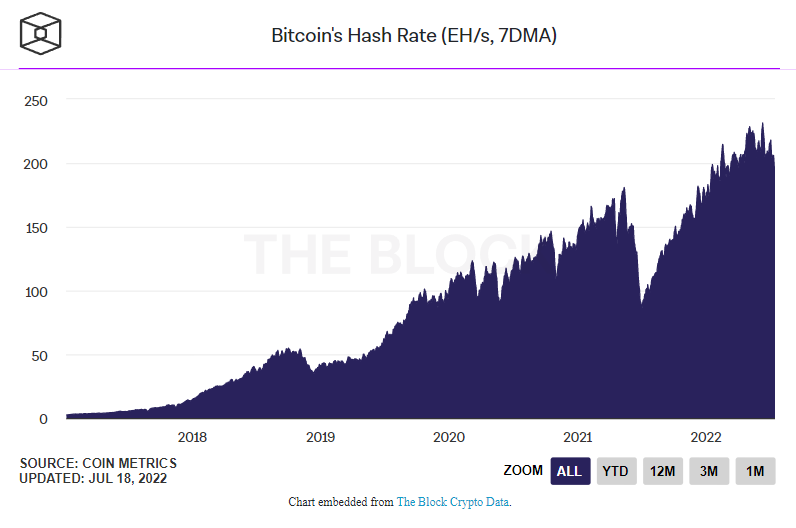 Bitcoin's Hash Rate (EH/s, 7DMA)
250
200
150
100
50
0
THE BLOCK
2018 2019 2020 2021 2022
SOURCE: COIN METRICS
UPDATED: JUL 18, 2022
ZOOM ALL YTD 12M 3M 1M
Chart embedded from The Block Crypto Data.